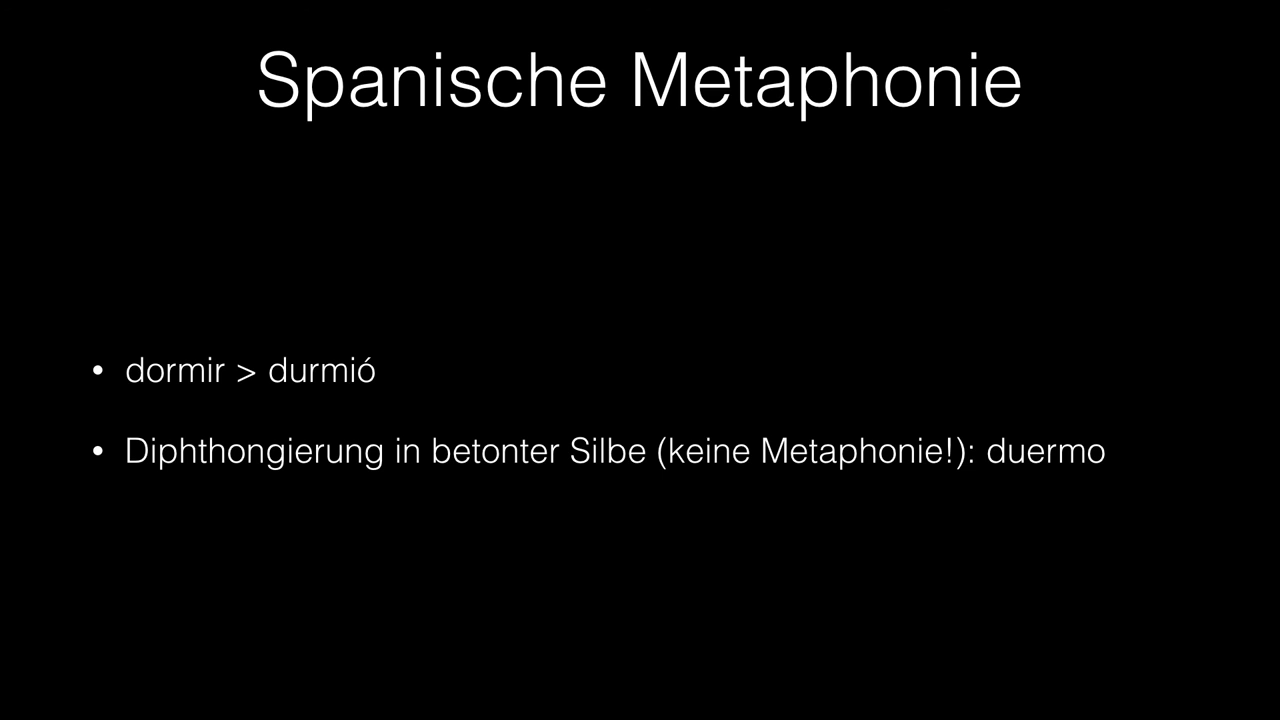 Spanische Metaphonie
• dormir > durmió
• Diphthongierung in betonter Silbe (keine Metaphonie!): duermo